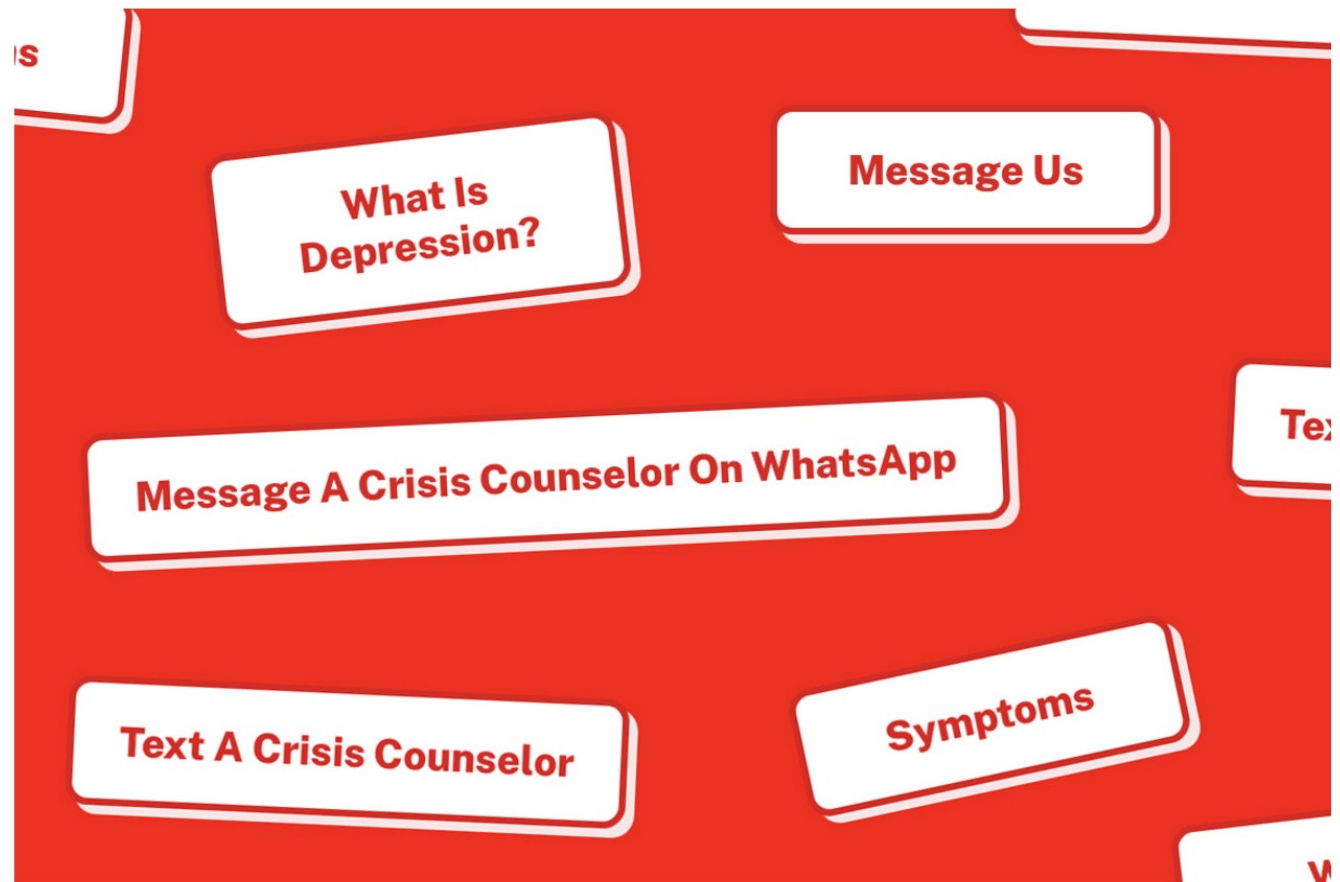 What Is
Depression?
Message Us
Message A Crisis Counselor On WhatsApp
Text A Crisis Counselor
Symptoms